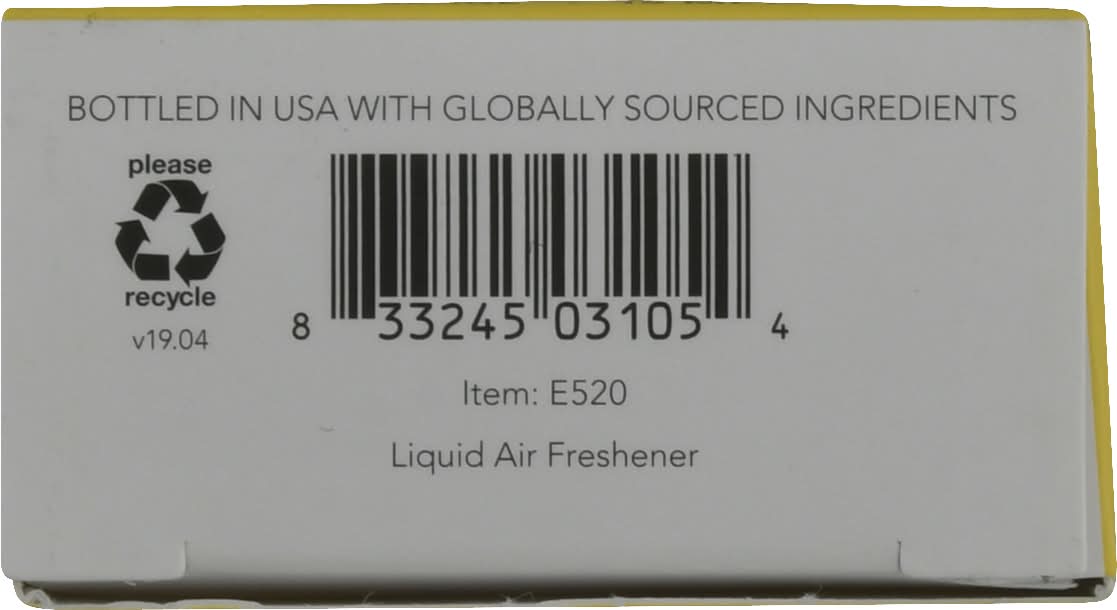 BOTTLED IN USA WITH GLOBALLY SOURCED INGREDIENTS
please
recycle
v19.04
8 33245 03105 4
Item: E520
Liquid Air Freshener